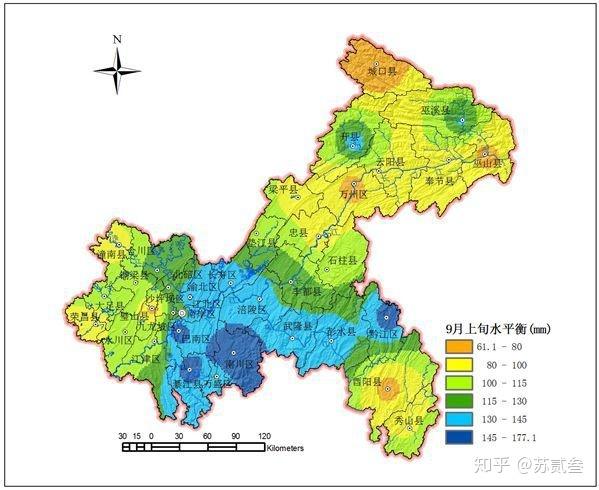 N
城口县
巫溪县
开县
云阳县
巫山县
奉节县
万州区
梁平县
忠县
江
垫江县
石柱县
潼南县
合川区
北碚区
长寿区
铜梁县
渝北区
丰都县
大足县
沙坪坝区
江北区
涪陵区
荣昌县
璧山县
南岸区
九龙坡区
永川区
巴南区
武隆县
彭水县
黔江区
江津区
南川区
綦江县
万盛区
酉阳县
秀山县
9月上旬水平衡(mm)
61.1 - 80
80 - 100
100 - 115
115 - 130
130 - 145
145 - 177.1
30 15 0 30 60 90 120
Kilometers
知乎 @苏贰叁